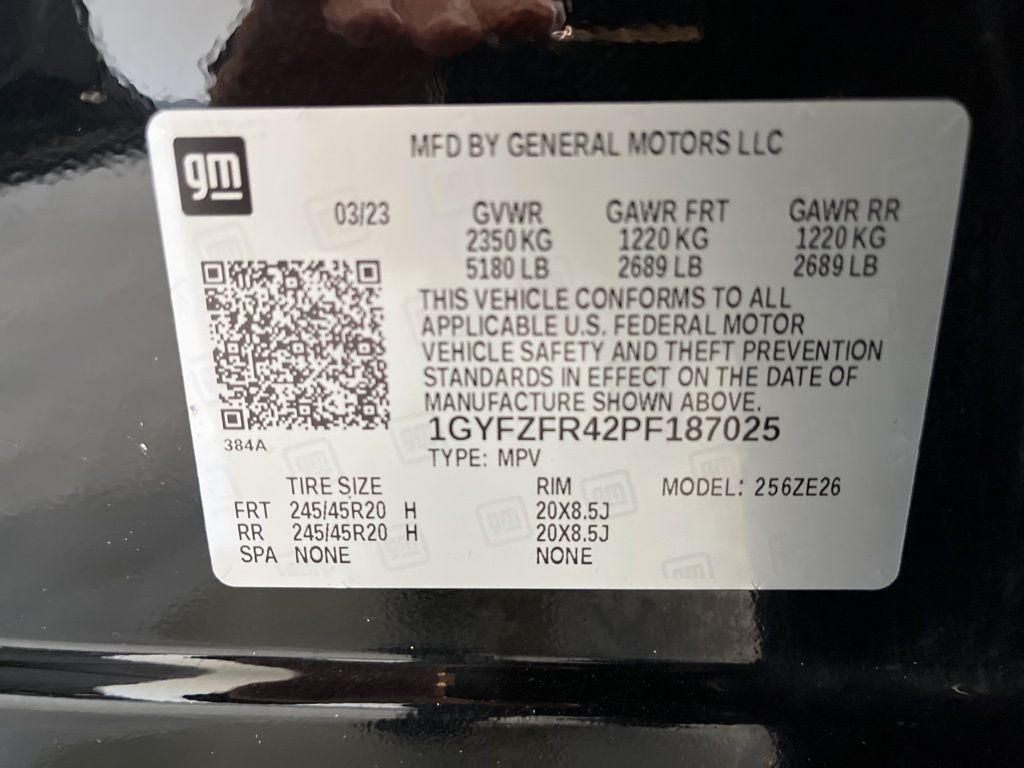 gm
MFD BY GENERAL MOTORS LLC
03/23 GVWR GAWR FRT GAWR RR
2350 KG 1220 KG 1220 KG
5180 LB 2689 LB 2689 LB
THIS VEHICLE CONFORMS TO ALL
APPLICABLE U.S. FEDERAL MOTOR
VEHICLE SAFETY AND THEFT PREVENTION
STANDARDS IN EFFECT ON THE DATE OF
MANUFACTURE SHOWN ABOVE.
384A
1GYFZFR42PF187025
TYPE: MPV
TIRE SIZE RIM MODEL: 256ZE26
FRT 245/45R20 H 20X8.5J
RR 245/45R20 H 20X8.5J
SPA NONE NONE